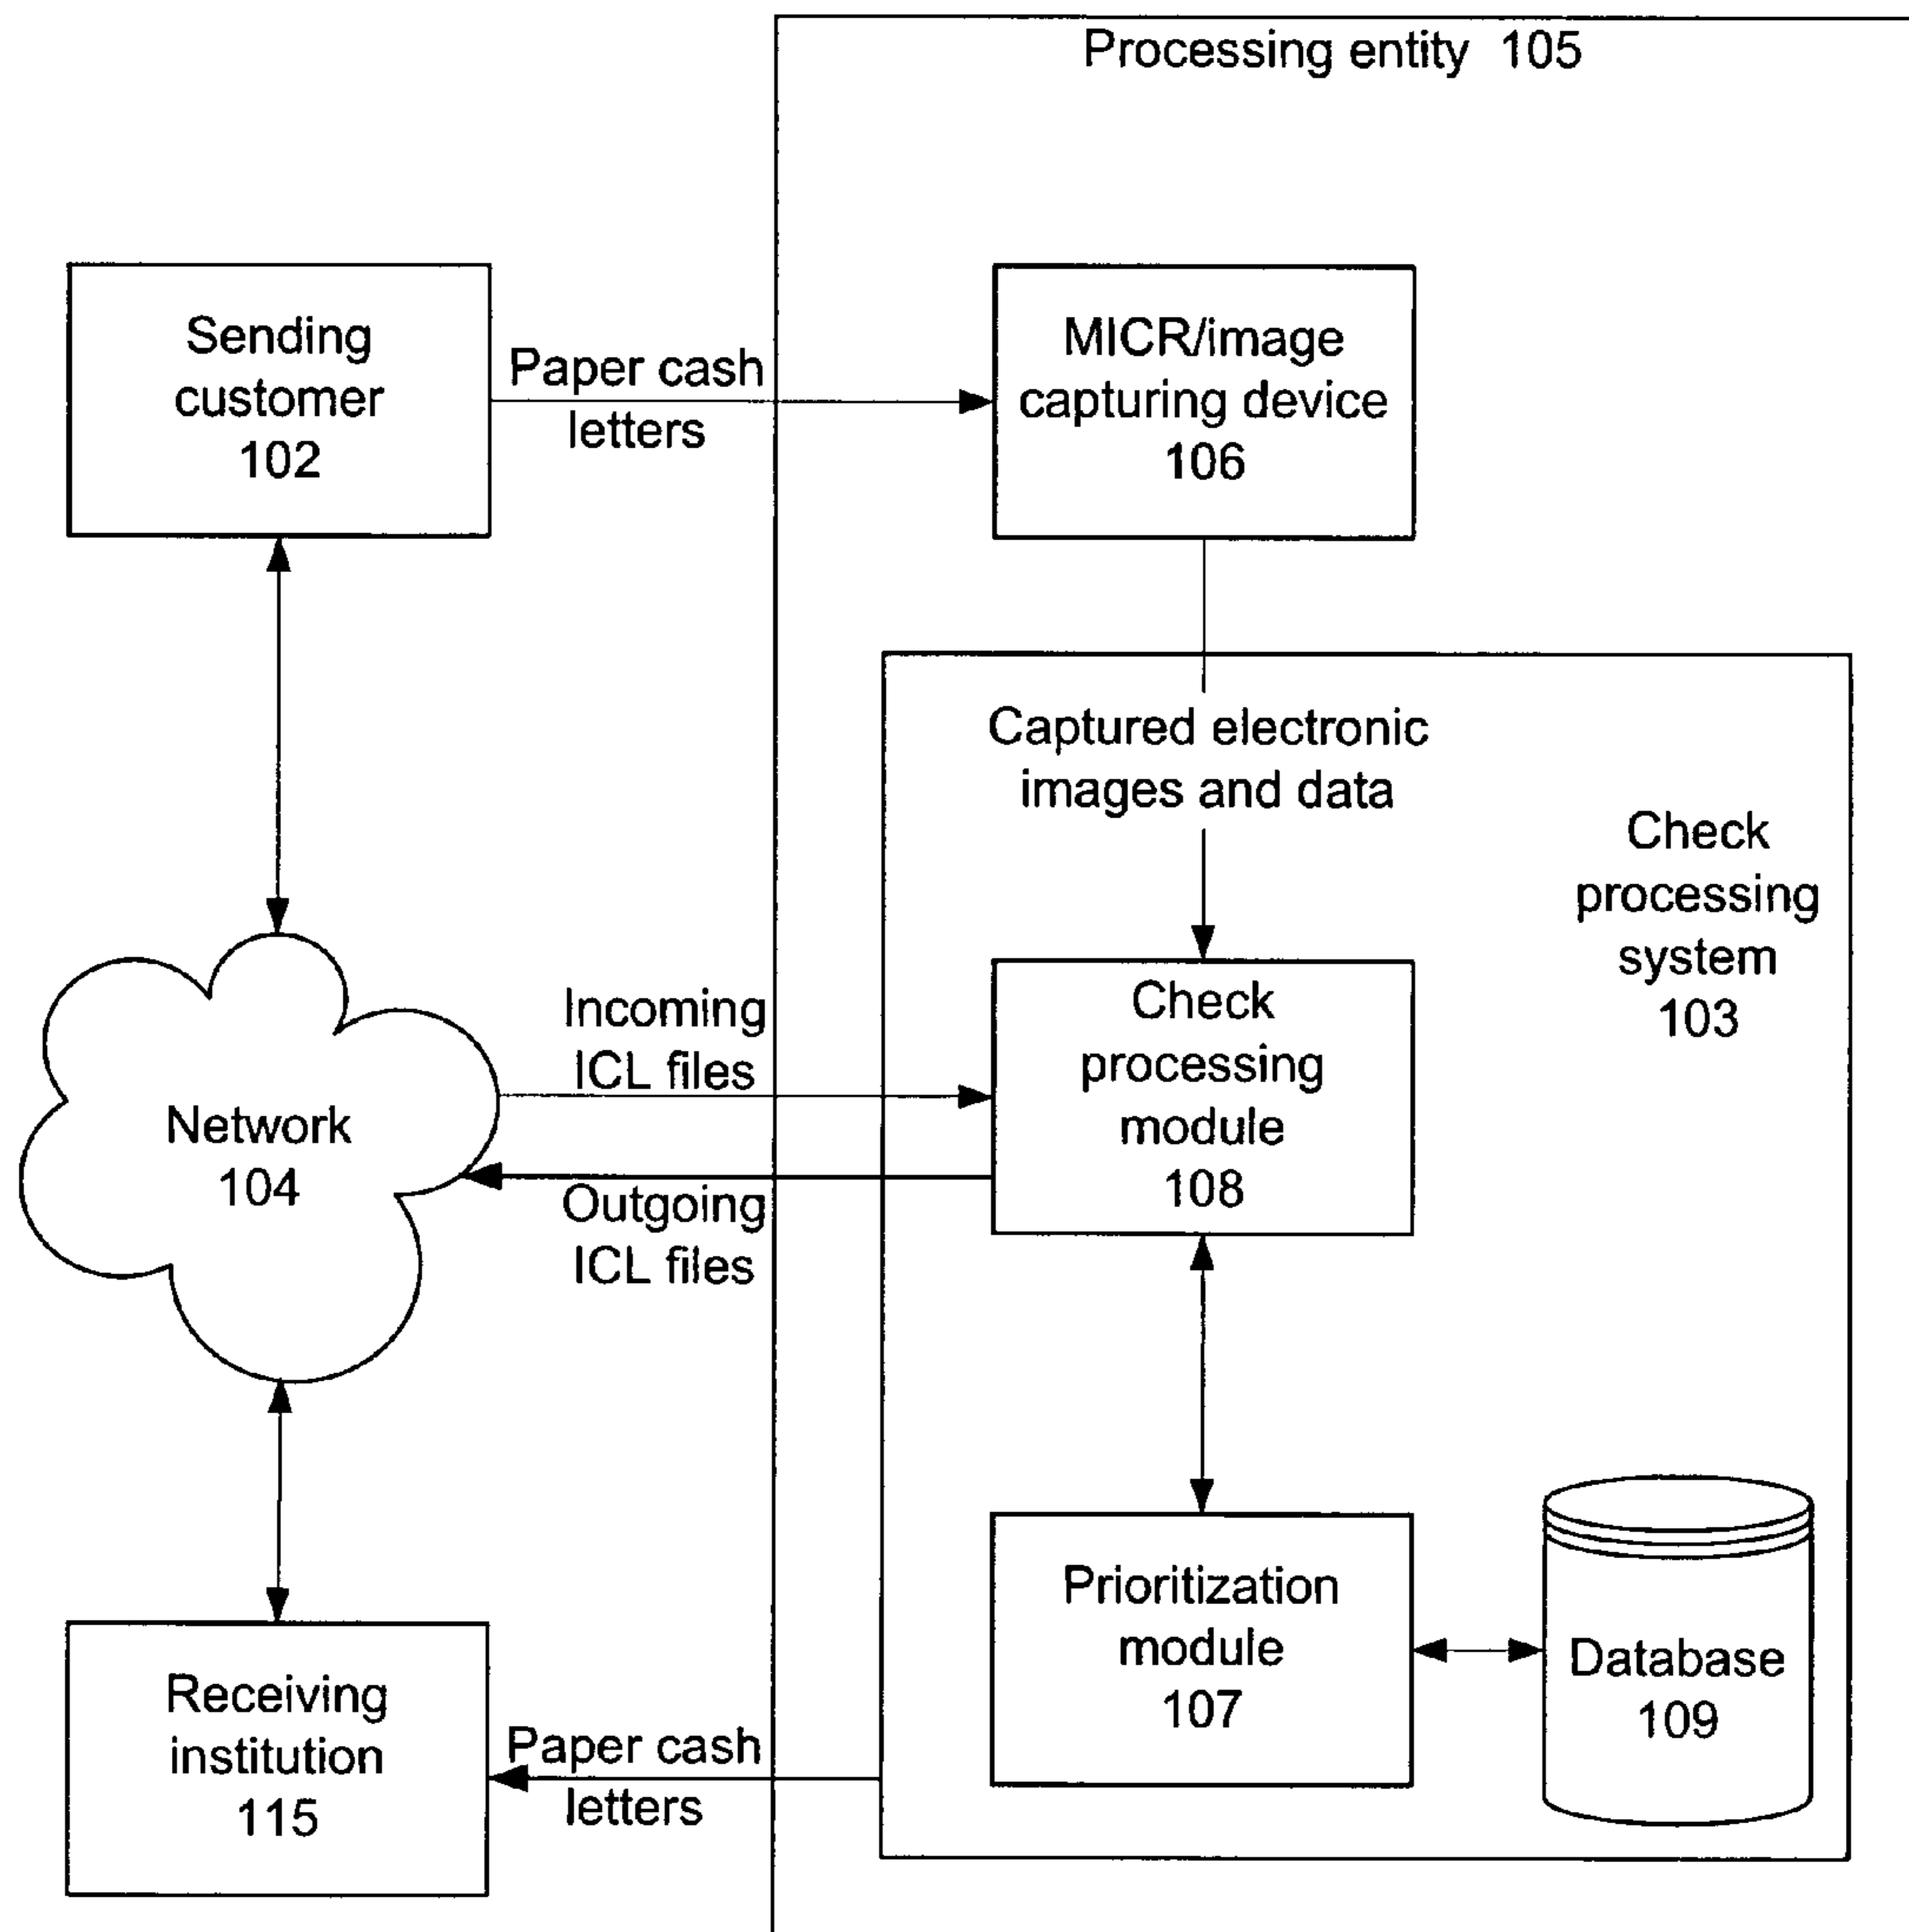 Processing entity 105
Sending
customer
102
Paper cash
letters
MICR/image
capturing device
106
Captured electronic
images and data
Check
processing
system
103
Incoming
ICL files
Check
processing
module
108
Network
104
Outgoing
ICL files
Prioritization
module
107
Database
109
Receiving
institution
115
Paper cash
letters